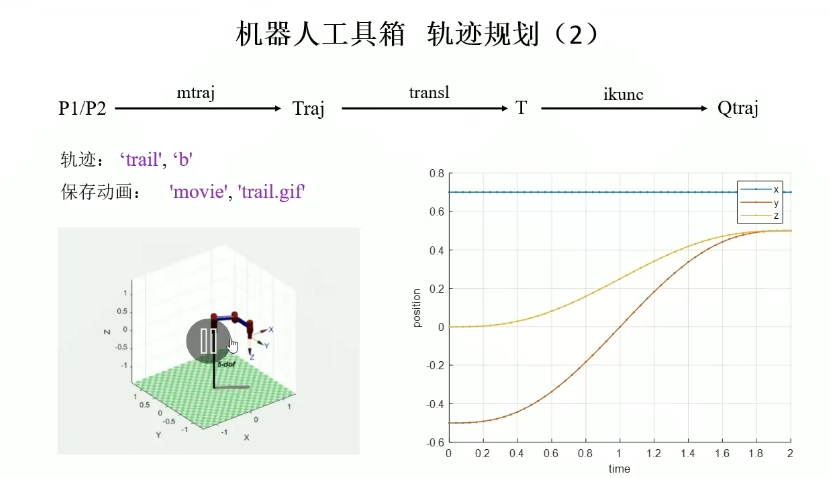 机器人工具箱 轨迹规划（2）
mtraj transl ikunc
P1/P2 Traj T Qtraj
轨迹： ‘trail', ‘b'
保存动画： 'movie', 'trail.gif'
1
0.5
0
-0.5
-1
Z
X
Y
Z
5-dof
1
0.5
0
-0.5
-1
Y
-1
0
1
X
0.8
0.6
0.4
0.2
0
-0.2
-0.4
-0.6
position
x
y
z
0 0.2 0.4 0.6 0.8 1.0 1.2 1.4 1.6 1.8 2
time